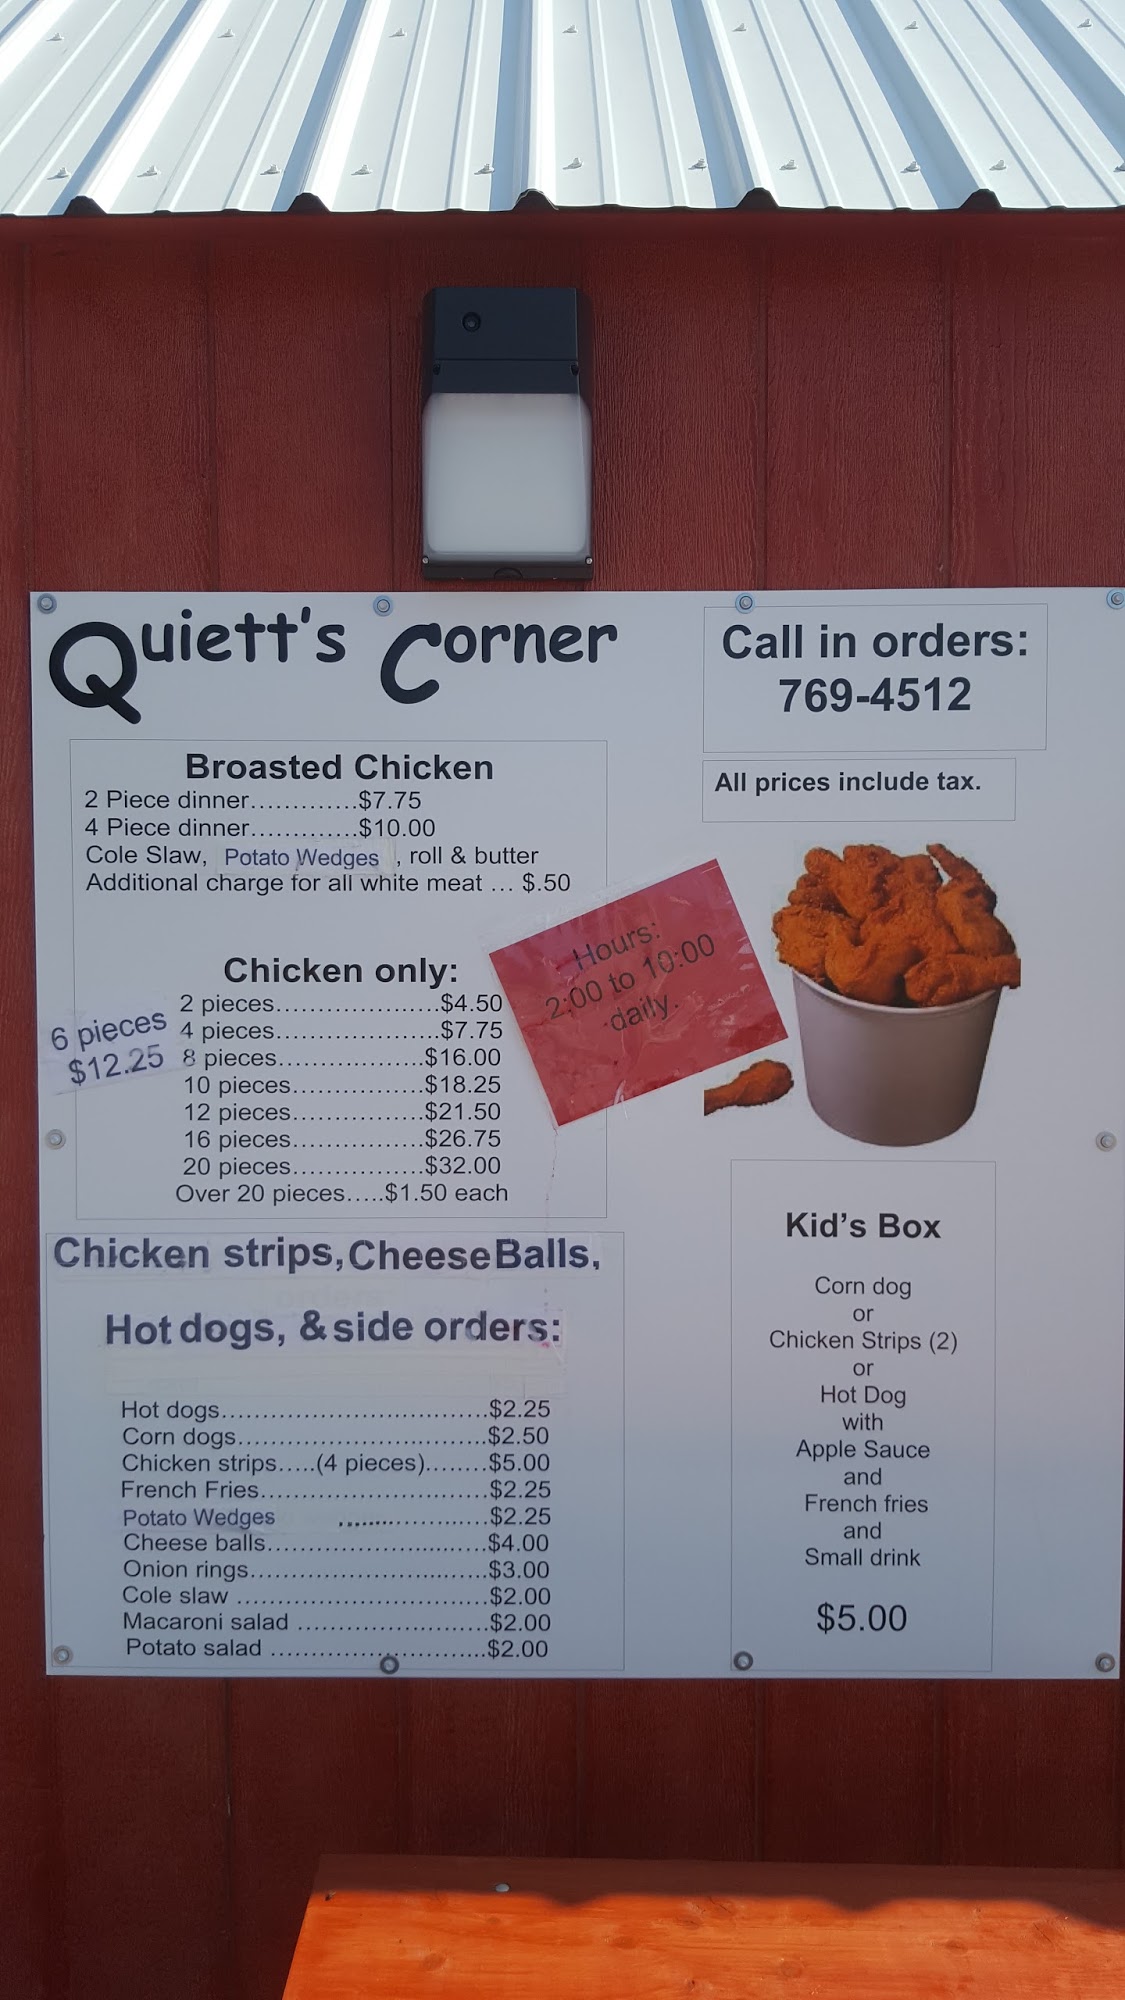 Quiett's Corner
Call in orders:
769-4512
All prices include tax.
Broasted Chicken
2 Piece dinner.............$7.75
4 Piece dinner.............$10.00
Cole Slaw, Potato Wedges , roll & butter
Additional charge for all white meat ... $.50
Hours:
2:00 to 10:00
daily.
Chicken only:
6 pieces
$12.25
2 pieces.....................$4.50
4 pieces.....................$7.75
8 pieces..................$16.00
10 pieces................$18.25
12 pieces................$21.50
16 pieces................$26.75
20 pieces................$32.00
Over 20 pieces.....$1.50 each
Chicken strips, Cheese Balls,
Hot dogs, & side orders:
Hot dogs.................................$2.25
Corn dogs...............................$2.50
Chicken strips.....(4 pieces)........$5.00
French Fries............................$2.25
Potato Wedges ....................$2.25
Cheese balls...........................$4.00
Onion rings.............................$3.00
Cole slaw ..............................$2.00
Macaroni salad .......................$2.00
Potato salad ..........................$2.00
Kid's Box
Corn dog
or
Chicken Strips (2)
or
Hot Dog
with
Apple Sauce
and
French fries
and
Small drink
$5.00